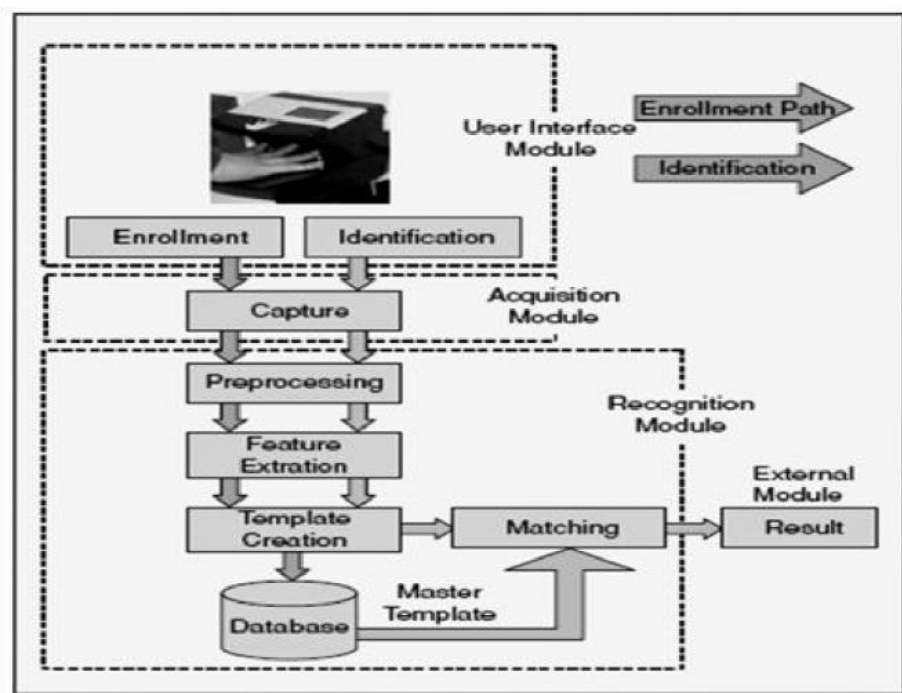 Enrollment Path
User Interface
Module
Identification
Enrollment
Identification
Acquisition
Module
Capture
Preprocessing
Recognition
Module
Feature
Extration
External
Module
Template
Creation
Matching
Result
Master
Template
Database